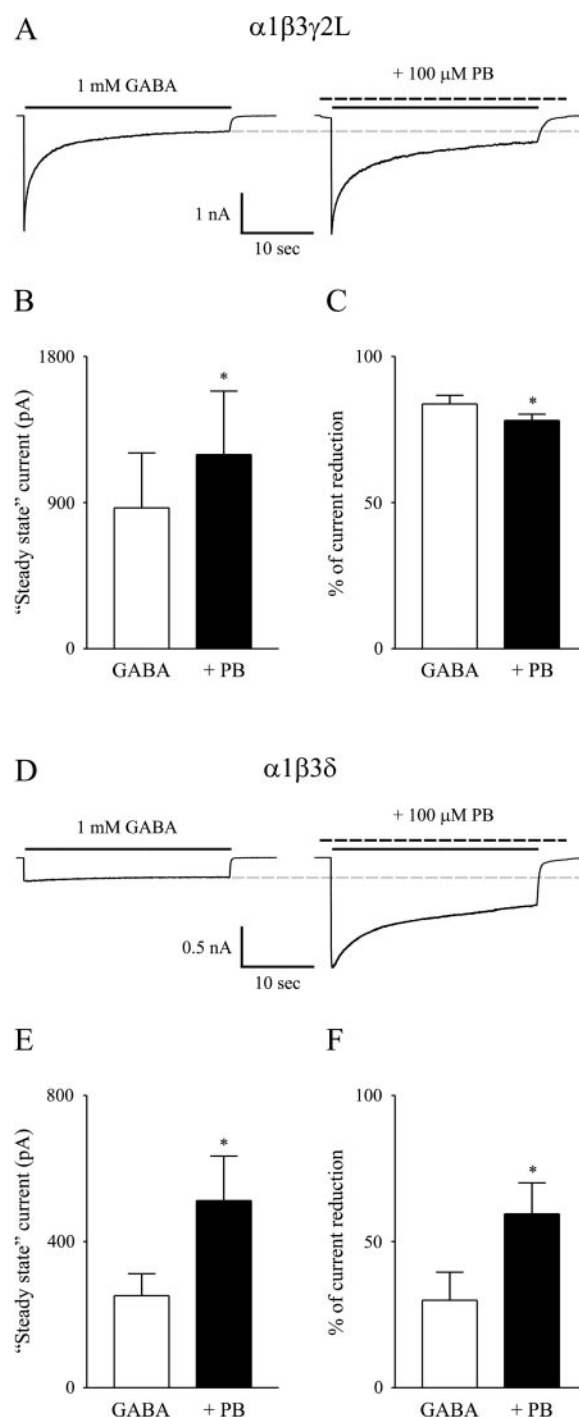 A
α1β3γ2L
1 mM GABA
+ 100 μM PB
1 nA
10 sec
B
C
1800
900
0
"Steady state" current (pA)
GABA
+ PB
100
50
0
% of current reduction
*
*
GABA
+ PB
D
α1β3δ
1 mM GABA
+ 100 μM PB
0.5 nA
10 sec
E
F
800
400
0
"Steady state" current (pA)
*
GABA
+ PB
100
50
0
% of current reduction
*
GABA
+ PB